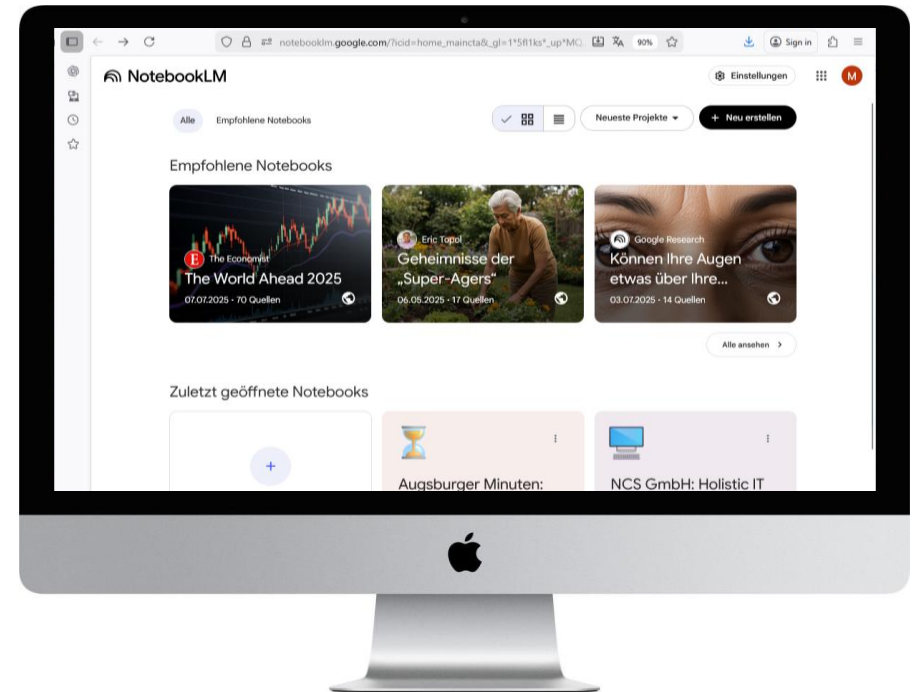 notebooklm.google.com/?icid=home_maincta&_gl=1*5fl1ks*_up*MQ.
90%
Sign in
NotebookLM
Einstellungen
M
Alle
Empfohlene Notebooks
Neueste Projekte
+ Neu erstellen
Empfohlene Notebooks
E
The Economist
The World Ahead 2025
07.07.2025 · 70 Quellen
Eric Topol
Geheimnisse der
„Super-Agers“
06.05.2025 · 17 Quellen
Google Research
Können Ihre Augen
etwas über Ihre...
03.07.2025 · 14 Quellen
Alle ansehen
Zuletzt geöffnete Notebooks
+
Augsburger Minuten:
NCS GmbH: Holistic IT